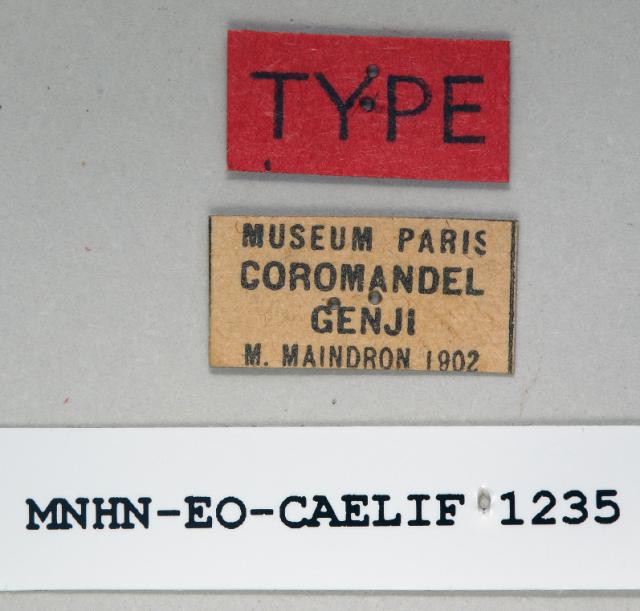 TYPE
MUSEUM PARIS
COROMANDEL
GENJI
M. MAINDRON 1902
MNHN-EO-CAELIF 1235